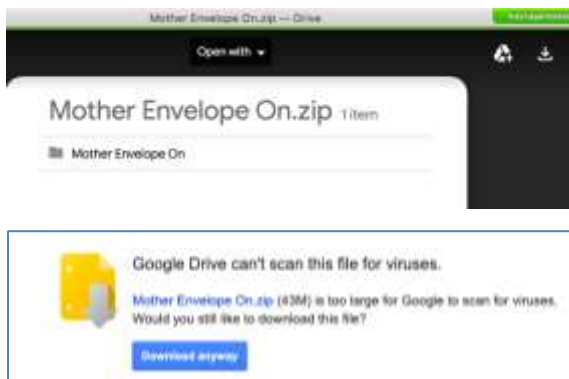 Mother Envelope On.zip — Drive
Open with
Mother Envelope On.zip 1 item
Mother Envelope On
Google Drive can't scan this file for viruses.
Mother Envelope On.zip (43M) is too large for Google to scan for viruses.
Would you still like to download this file?
Download anyway